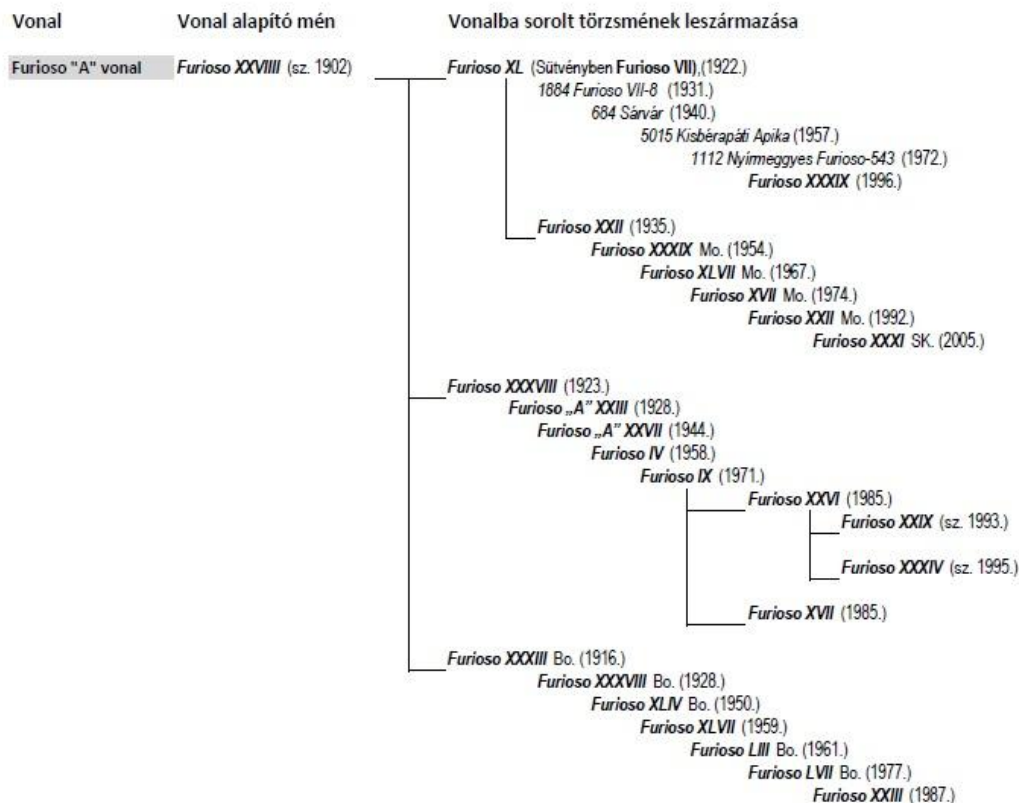 Vonal Vonal alapító mén Vonalba sorolt törzsmének leszármazása
Furioso "A" vonal Furioso XXVIIII (sz. 1902) Furioso XL (Sütvényben Furioso VII),(1922.)
1884 Furioso VII-8 (1931.)
684 Sárvár (1940.)
5015 Kisbérapáti Apika (1957.)
1112 Nyírmeggyes Furioso-543 (1972.)
Furioso XXXIX (1996.)
Furioso XXII (1935.)
Furioso XXXIX Mo. (1954.)
Furioso XLVII Mo. (1967.)
Furioso XVII Mo. (1974.)
Furioso XXII Mo. (1992.)
Furioso XXXI SK. (2005.)
Furioso XXXVIII (1923.)
Furioso „A” XXIII (1928.)
Furioso „A” XXVII (1944.)
Furioso IV (1958.)
Furioso IX (1971.)
Furioso XXVI (1985.)
Furioso XXIX (sz. 1993.)
Furioso XXXIV (sz. 1995.)
Furioso XVII (1985.)
Furioso XXXIII Bo. (1916.)
Furioso XXXVIII Bo. (1928.)
Furioso XLIV Bo. (1950.)
Furioso XLVII (1959.)
Furioso LIII Bo. (1961.)
Furioso LVII Bo. (1977.)
Furioso XXIII (1987.)